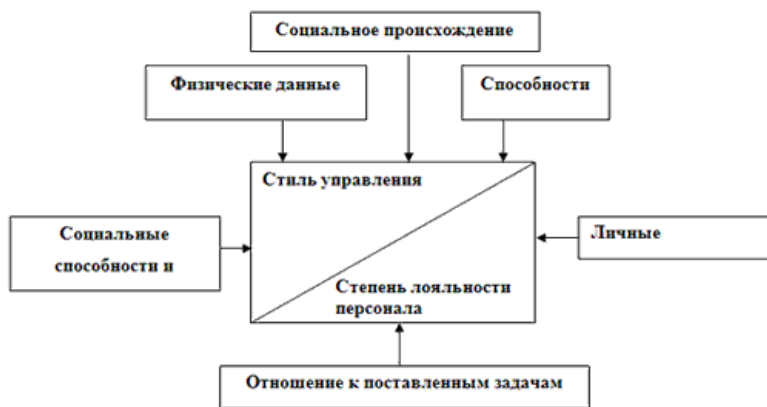 Социальное происхождение
Физические данные
Способности
Стиль управления
Социальные
способности и
Личные
Степень лояльности
персонала
Отношение к поставленным задачам